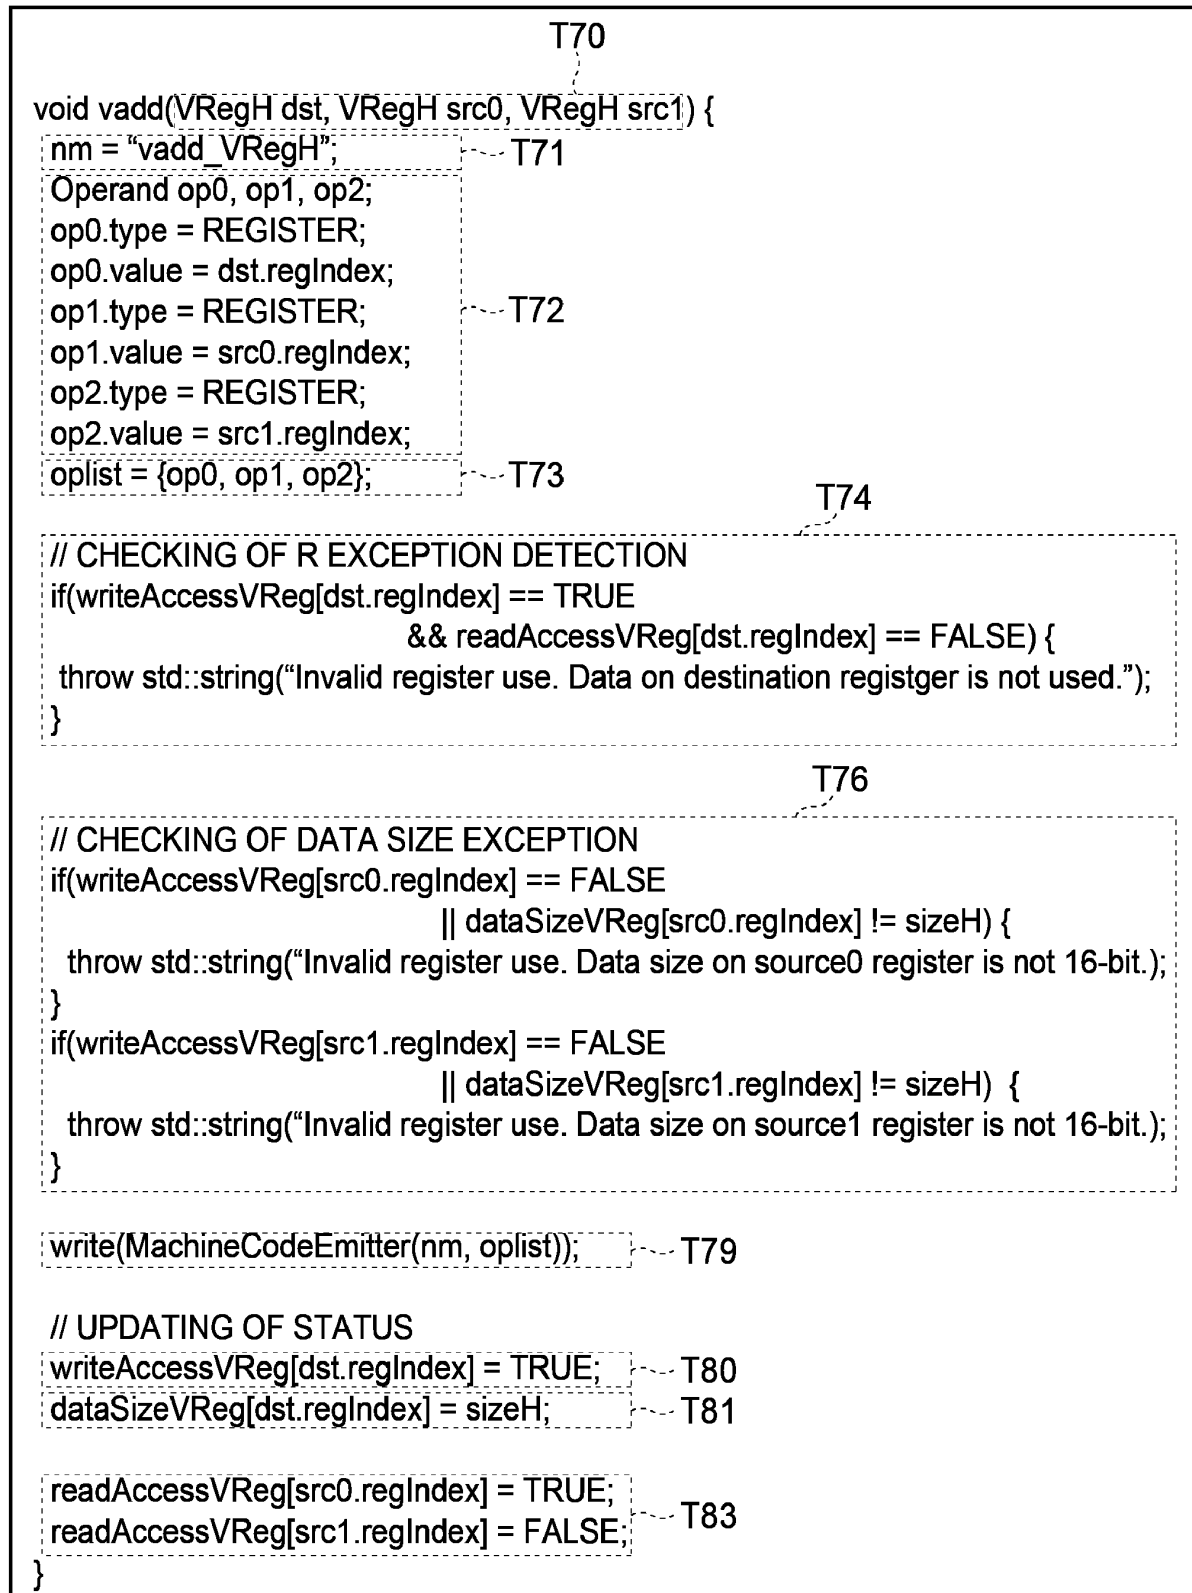 T70
void vadd(VRegH dst, VRegH src0, VRegH src1) {
nm = “vadd_VRegH”; T71
Operand op0, op1, op2;
op0.type = REGISTER;
op0.value = dst.regIndex;
op1.type = REGISTER; T72
op1.value = src0.regIndex;
op2.type = REGISTER;
op2.value = src1.regIndex;
oplist = {op0, op1, op2}; T73
T74
// CHECKING OF R EXCEPTION DETECTION
if(writeAccessVReg[dst.regIndex] == TRUE
&& readAccessVReg[dst.regIndex] == FALSE) {
throw std::string(“Invalid register use. Data on destination registger is not used.”);
}
T76
// CHECKING OF DATA SIZE EXCEPTION
if(writeAccessVReg[src0.regIndex] == FALSE
|| dataSizeVReg[src0.regIndex] != sizeH) {
throw std::string(“Invalid register use. Data size on source0 register is not 16-bit.);
}
if(writeAccessVReg[src1.regIndex] == FALSE
|| dataSizeVReg[src1.regIndex] != sizeH) {
throw std::string(“Invalid register use. Data size on source1 register is not 16-bit.);
}
write(MachineCodeEmitter(nm, oplist)); T79
// UPDATING OF STATUS
writeAccessVReg[dst.regIndex] = TRUE; T80
dataSizeVReg[dst.regIndex] = sizeH; T81
readAccessVReg[src0.regIndex] = TRUE;
readAccessVReg[src1.regIndex] = FALSE; T83
}